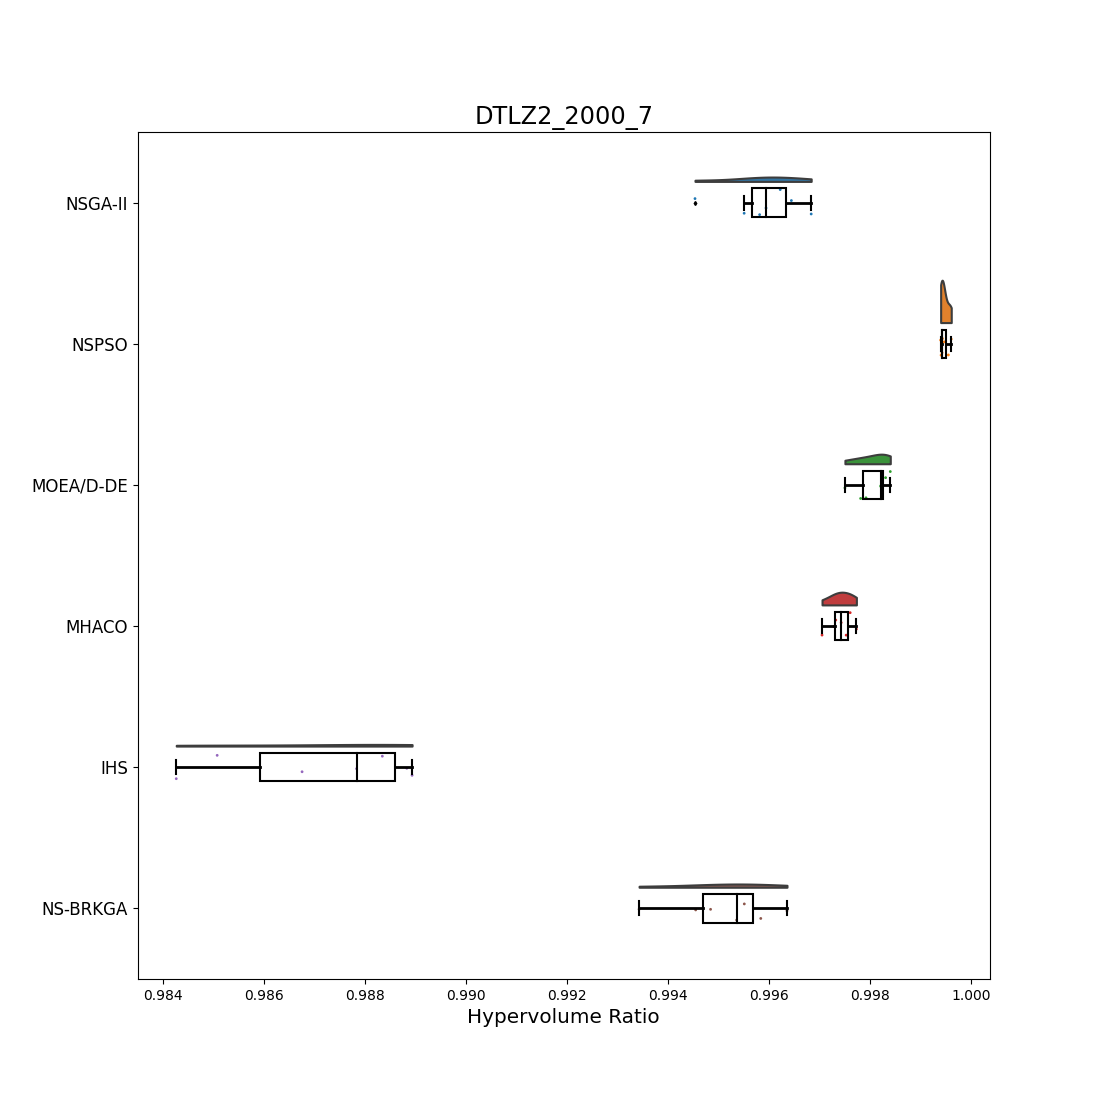 DTLZ2_2000_7
NSGA-II
NSPSO
MOEA/D-DE
MHACO
IHS
NS-BRKGA
0.984 0.986 0.988 0.990 0.992 0.994 0.996 0.998 1.000
Hypervolume Ratio